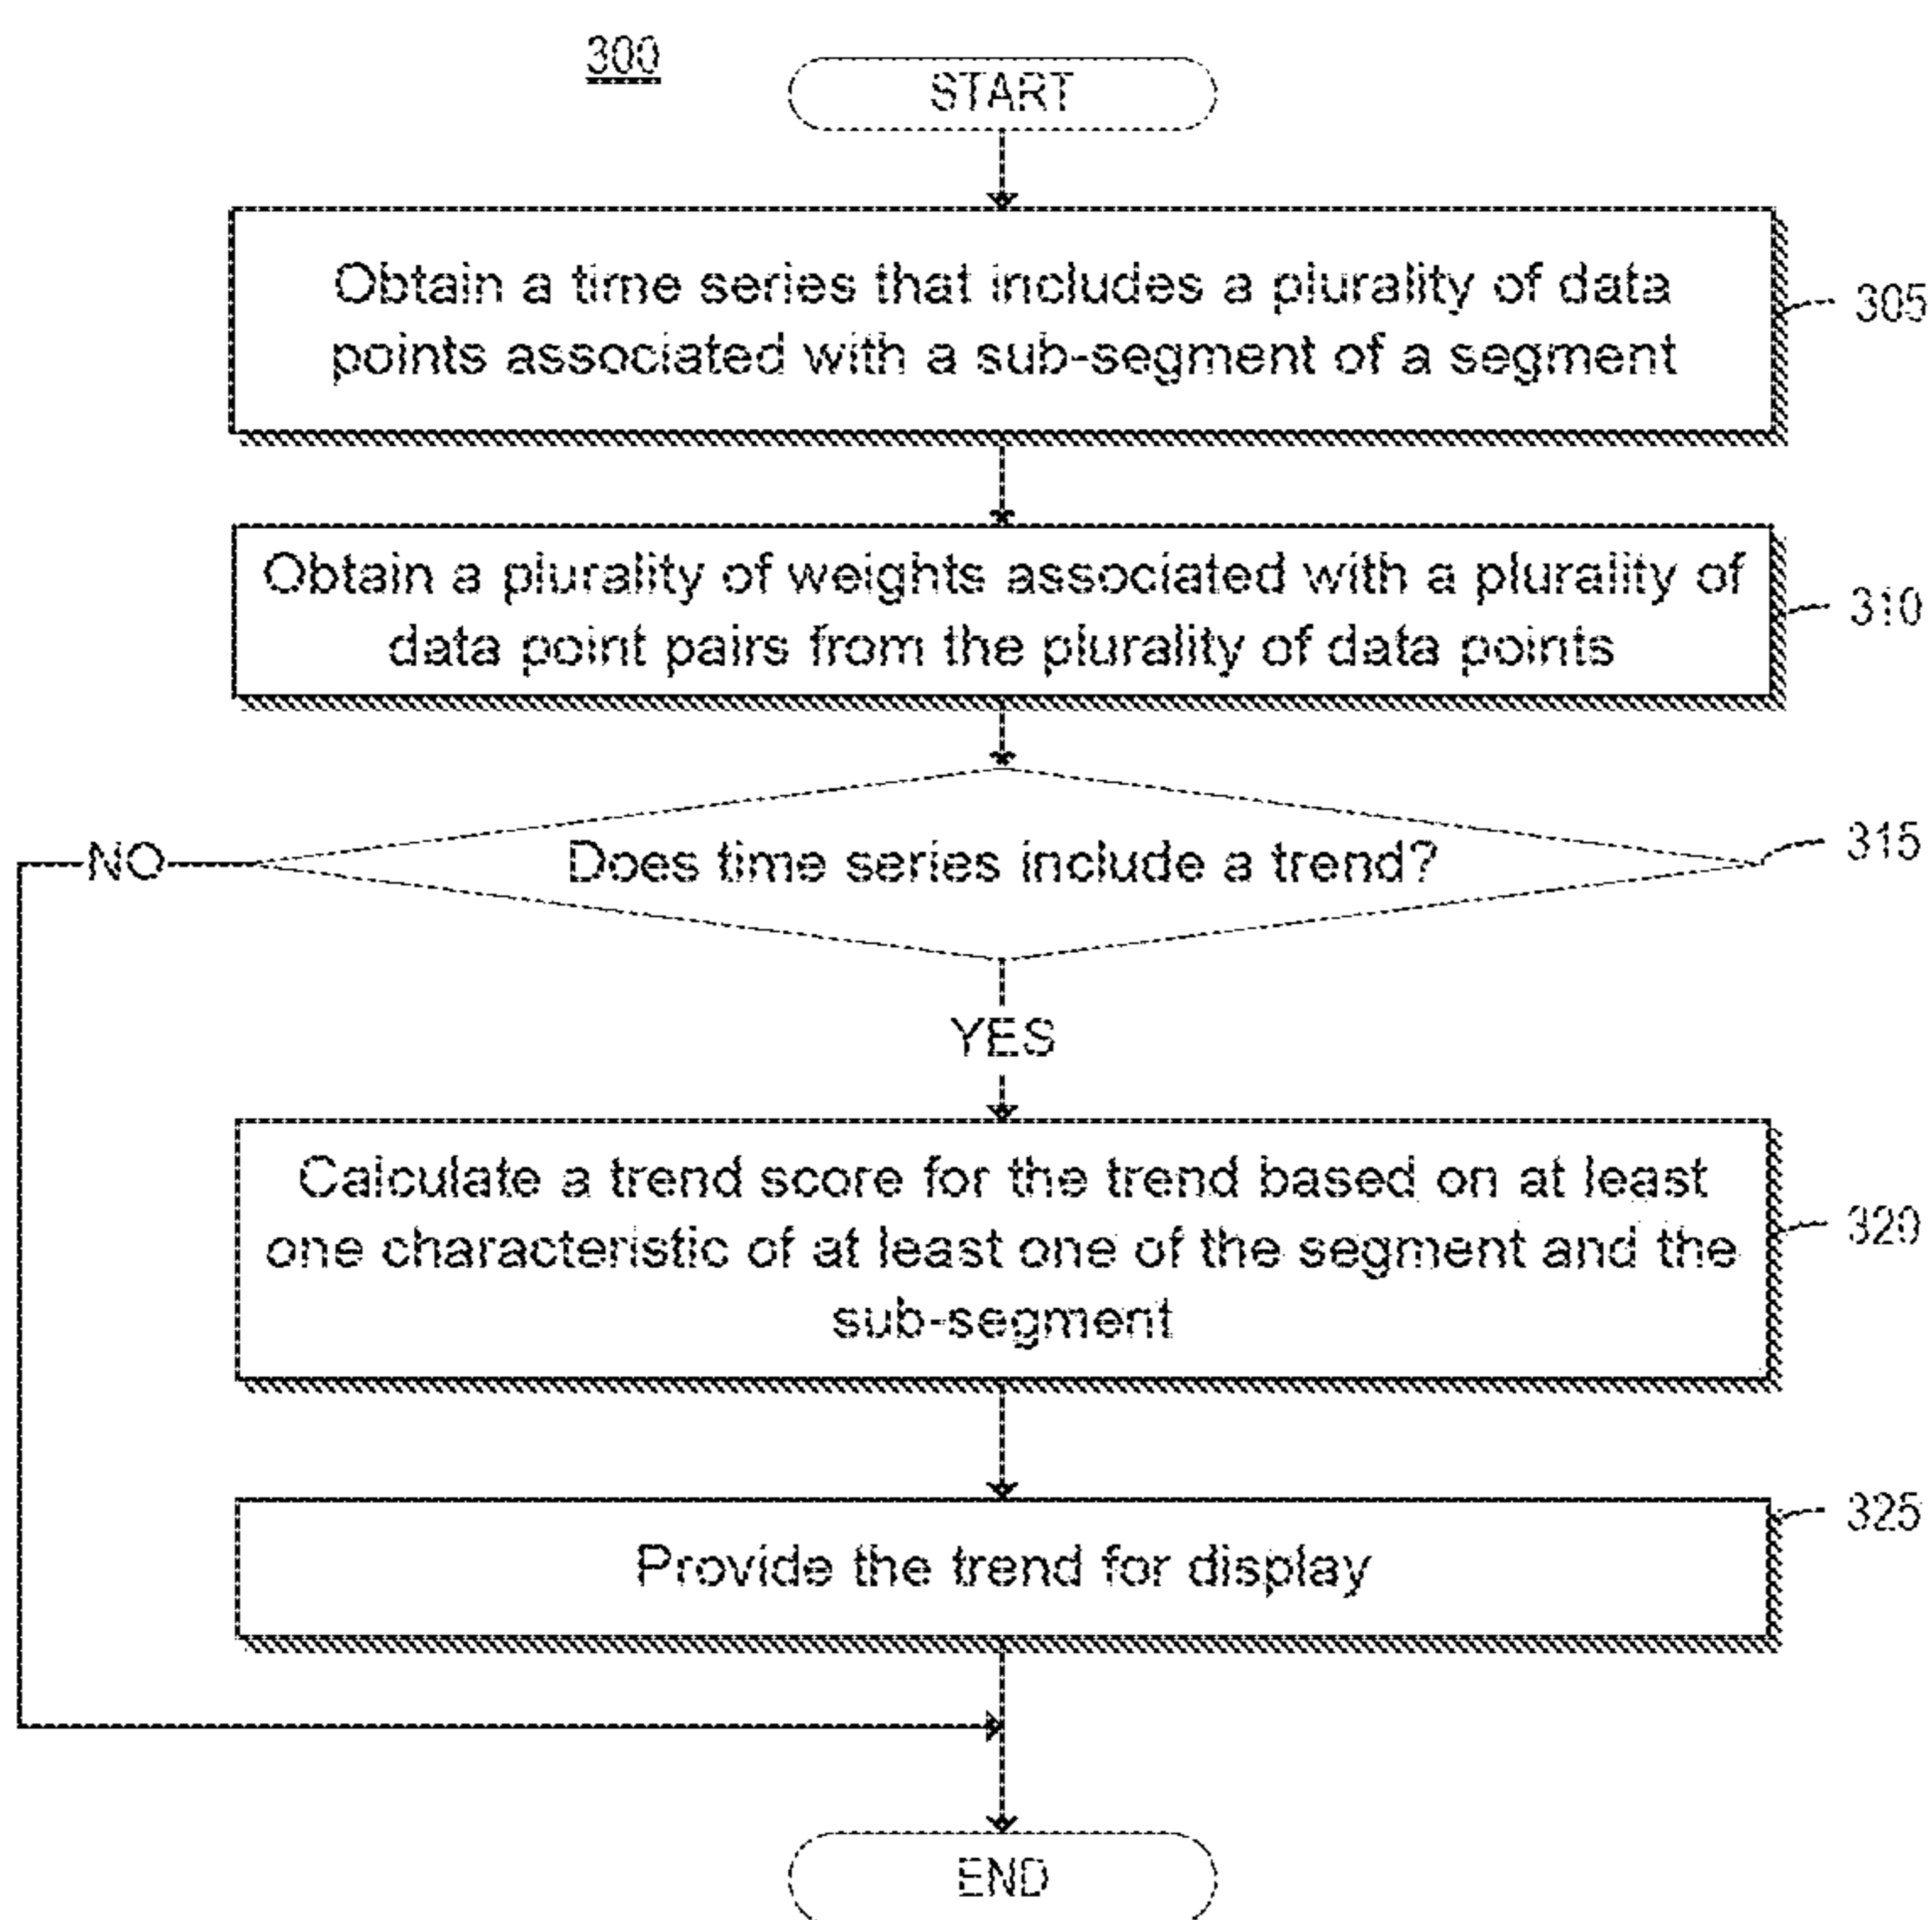 300
START
Obtain a time series that includes a plurality of data
points associated with a sub-segment of a segment
305
Obtain a plurality of weights associated with a plurality of
data point pairs from the plurality of data points
310
Does time series include a trend?
315
NO
YES
Calculate a trend score for the trend based on at least
one characteristic of at least one of the segment and the
sub-segment
320
Provide the trend for display
325
END